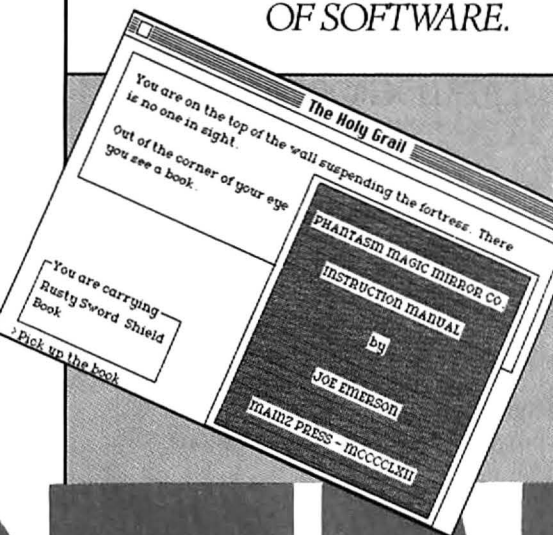 OF SOFTWARE.
The Holy Grail
You are on the top of the wall suspending the fortress. There
is no one in sight.
Out of the corner of your eye
you see a book.
PHANTASM MAGIC MIRROR CO.
INSTRUCTION MANUAL
by
JOE EMERSON
MAINZ PRESS - MCCCCLXII
You are carrying
Rusty Sword Shield
Book
>Pick up the book